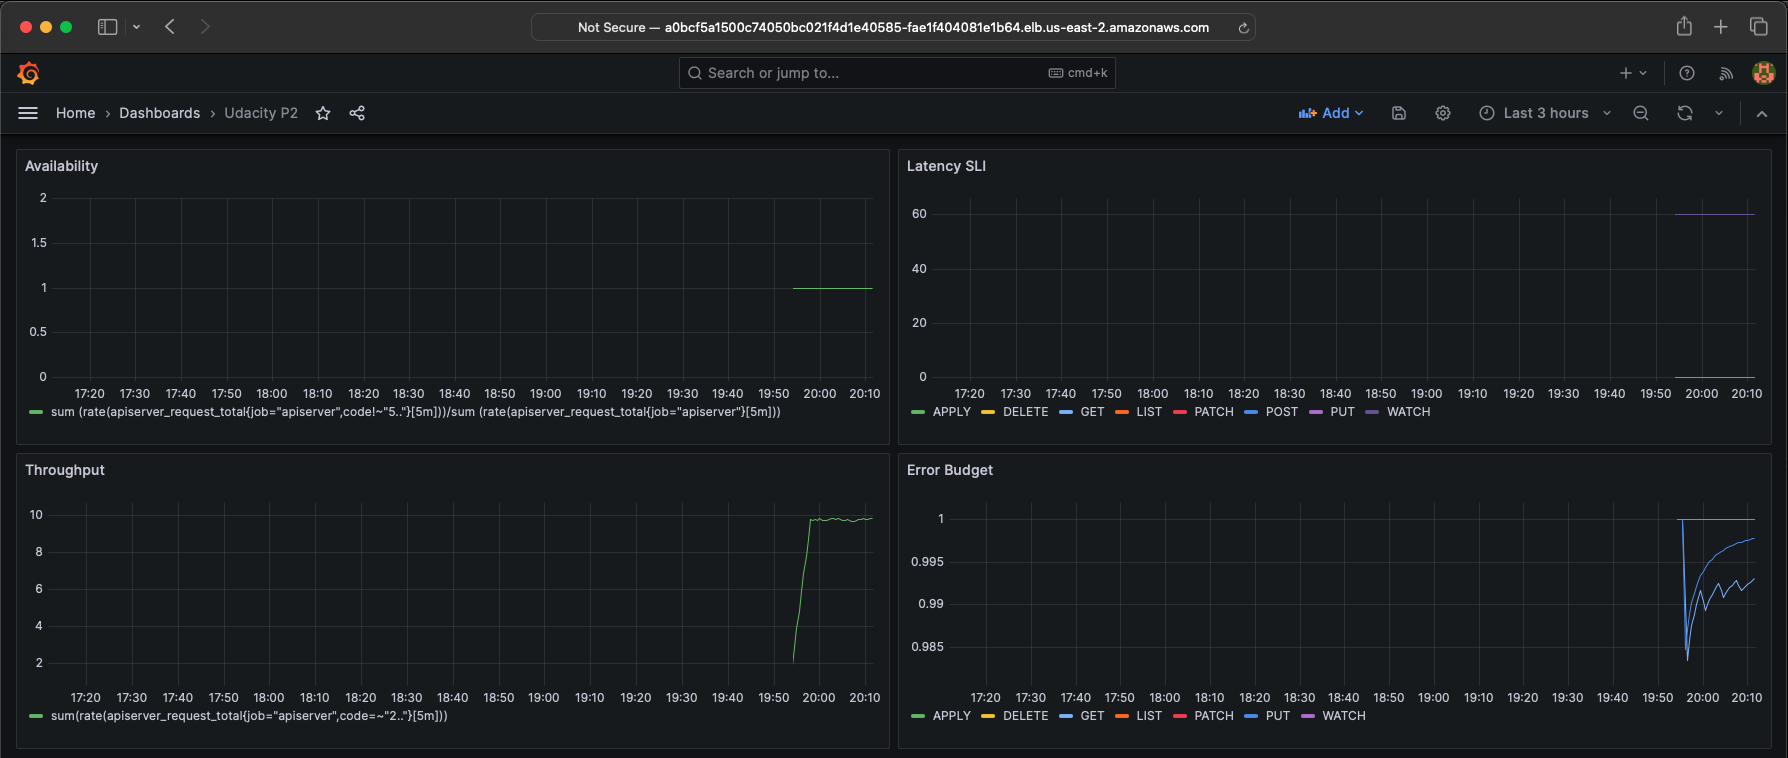 Not Secure — a0bcf5a1500c74050bc021f4d1e40585-fae1f404081e1b64.elb.us-east-2.amazonaws.com
Search or jump to...
cmd+k
Home › Dashboards › Udacity P2
Add
Last 3 hours
Availability
2
1.5
1
0.5
0
17:20 17:30 17:40 17:50 18:00 18:10 18:20 18:30 18:40 18:50 19:00 19:10 19:20 19:30 19:40 19:50 20:00 20:10
sum (rate(apiserver_request_total{job="apiserver",code!~"5.."}[5m]))/sum (rate(apiserver_request_total{job="apiserver"}[5m]))
Latency SLI
60
40
20
0
17:20 17:30 17:40 17:50 18:00 18:10 18:20 18:30 18:40 18:50 19:00 19:10 19:20 19:30 19:40 19:50 20:00 20:10
APPLY DELETE GET LIST PATCH POST PUT WATCH
Throughput
10
8
6
4
2
17:20 17:30 17:40 17:50 18:00 18:10 18:20 18:30 18:40 18:50 19:00 19:10 19:20 19:30 19:40 19:50 20:00 20:10
sum(rate(apiserver_request_total{job="apiserver",code=~"2.."}[5m]))
Error Budget
1
0.995
0.99
0.985
17:20 17:30 17:40 17:50 18:00 18:10 18:20 18:30 18:40 18:50 19:00 19:10 19:20 19:30 19:40 19:50 20:00 20:10
APPLY DELETE GET LIST PATCH PUT WATCH